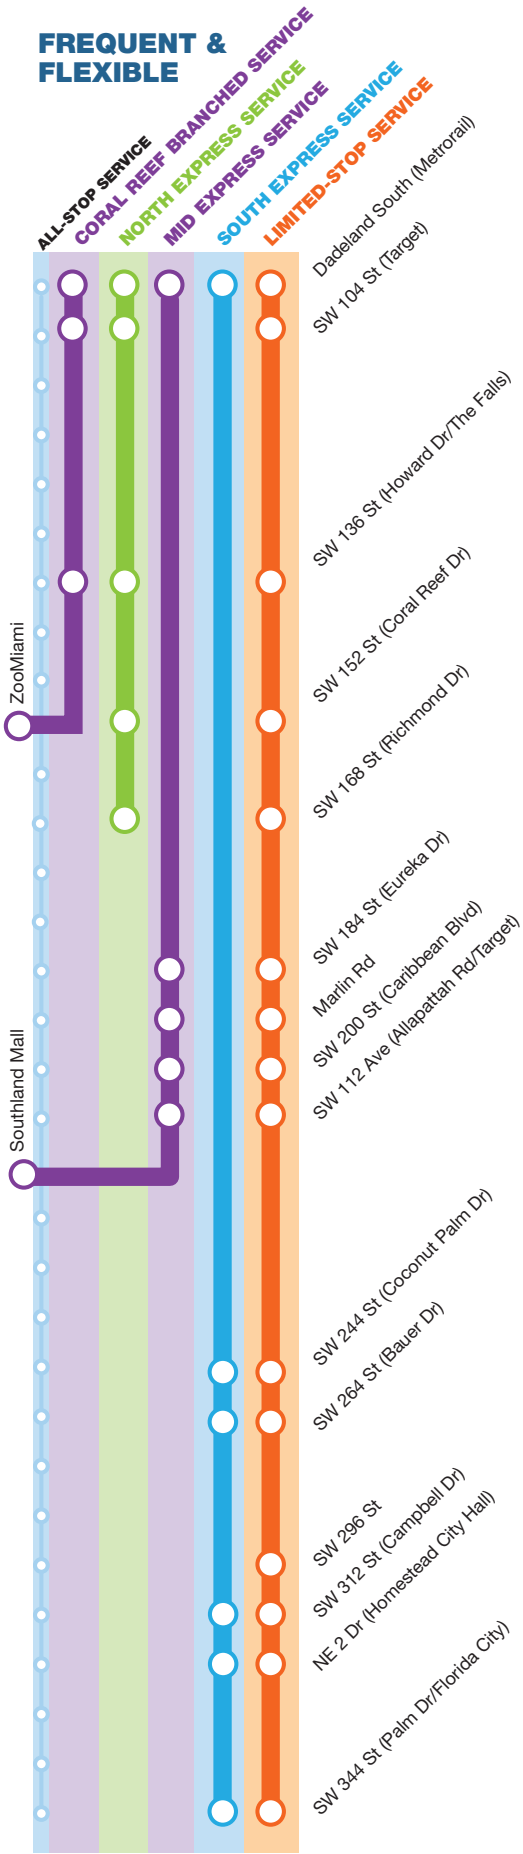 FREQUENT &
FLEXIBLE
ALL-STOP SERVICE
CORAL REEF BRANCHED SERVICE
NORTH EXPRESS SERVICE
MID EXPRESS SERVICE
SOUTH EXPRESS SERVICE
LIMITED-STOP SERVICE
Dadeland South (Metrorail)
SW 104 St (Target)
SW 136 St (Howard Dr/The Falls)
SW 152 St (Coral Reef Dr)
ZooMiami
SW 168 St (Richmond Dr)
SW 184 St (Eureka Dr)
Marlin Rd
SW 200 St (Caribbean Blvd)
SW 112 Ave (Allapattah Rd/Target)
Southland Mall
SW 244 St (Coconut Palm Dr)
SW 264 St (Bauer Dr)
SW 296 St
SW 312 St (Campbell Dr)
NE 2 Dr (Homestead City Hall)
SW 344 St (Palm Dr/Florida City)